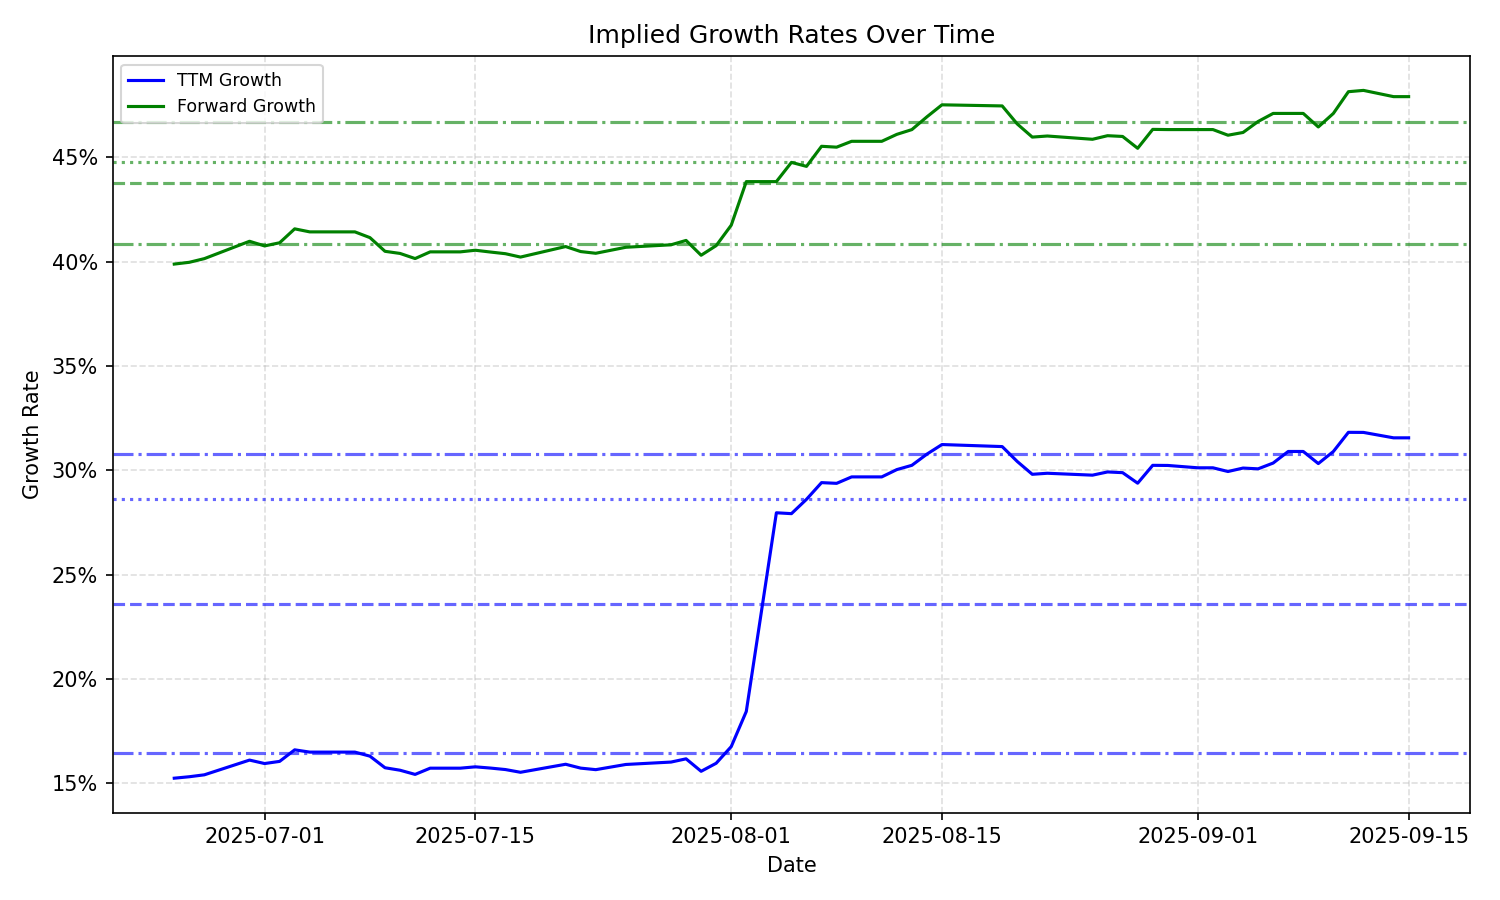 Implied Growth Rates Over Time
TTM Growth
Forward Growth
Growth Rate
45%
40%
35%
30%
25%
20%
15%
2025-07-01
2025-07-15
2025-08-01
2025-08-15
2025-09-01
2025-09-15
Date